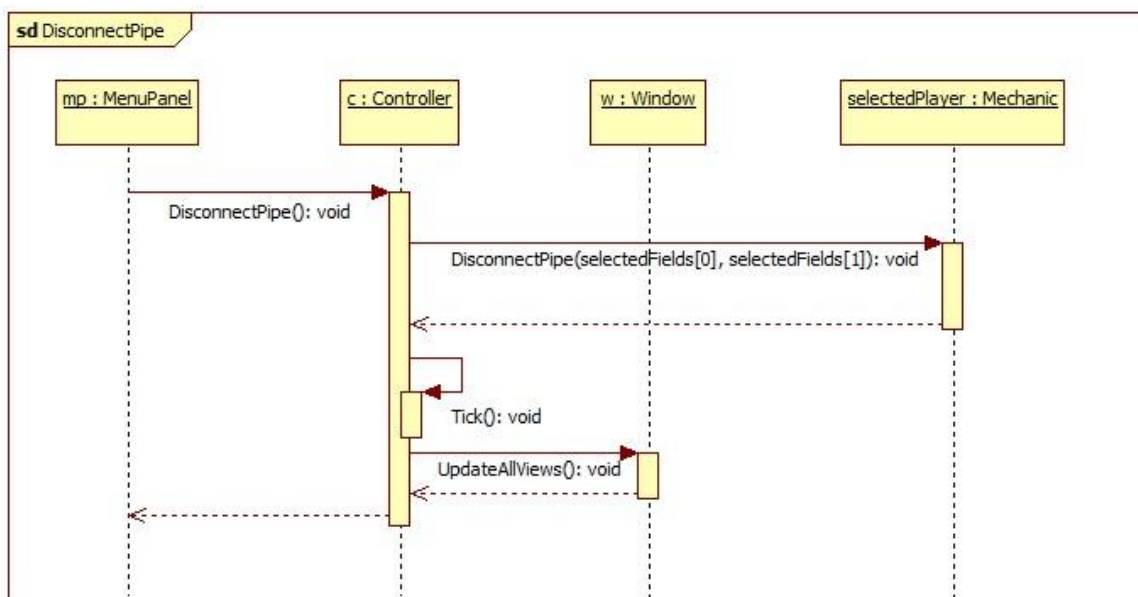 sd DisconnectPipe
mp : MenuPanel
c : Controller
w : Window
selectedPlayer : Mechanic
DisconnectPipe(): void
DisconnectPipe(selectedFields[0], selectedFields[1]): void
Tick(): void
UpdateAllViews(): void